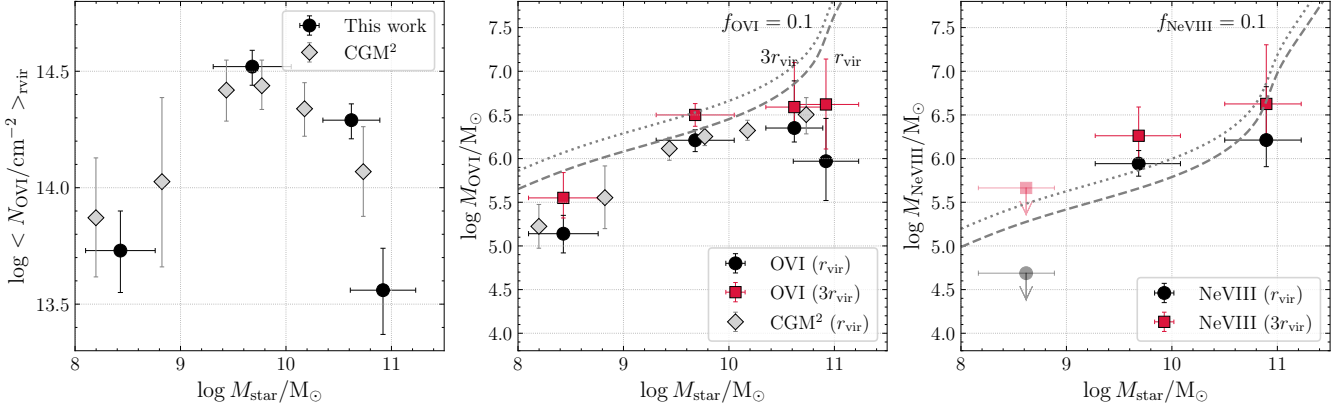 log < N_OVI/cm⁻² >_rvir
14.5
14.0
13.5
8
9
10
11
log M_star/M_⊙
This work
CGM²
log M_OVI/M_⊙
7.5
7.0
6.5
6.0
5.5
5.0
4.5
4.0
8
9
10
11
log M_star/M_⊙
f_OVI = 0.1
3r_vir
r_vir
OVI (r_vir)
OVI (3r_vir)
CGM² (r_vir)
log M_NeVIII/M_⊙
7.5
7.0
6.5
6.0
5.5
5.0
4.5
4.0
8
9
10
11
log M_star/M_⊙
f_NeVIII = 0.1
NeVIII (r_vir)
NeVIII (3r_vir)